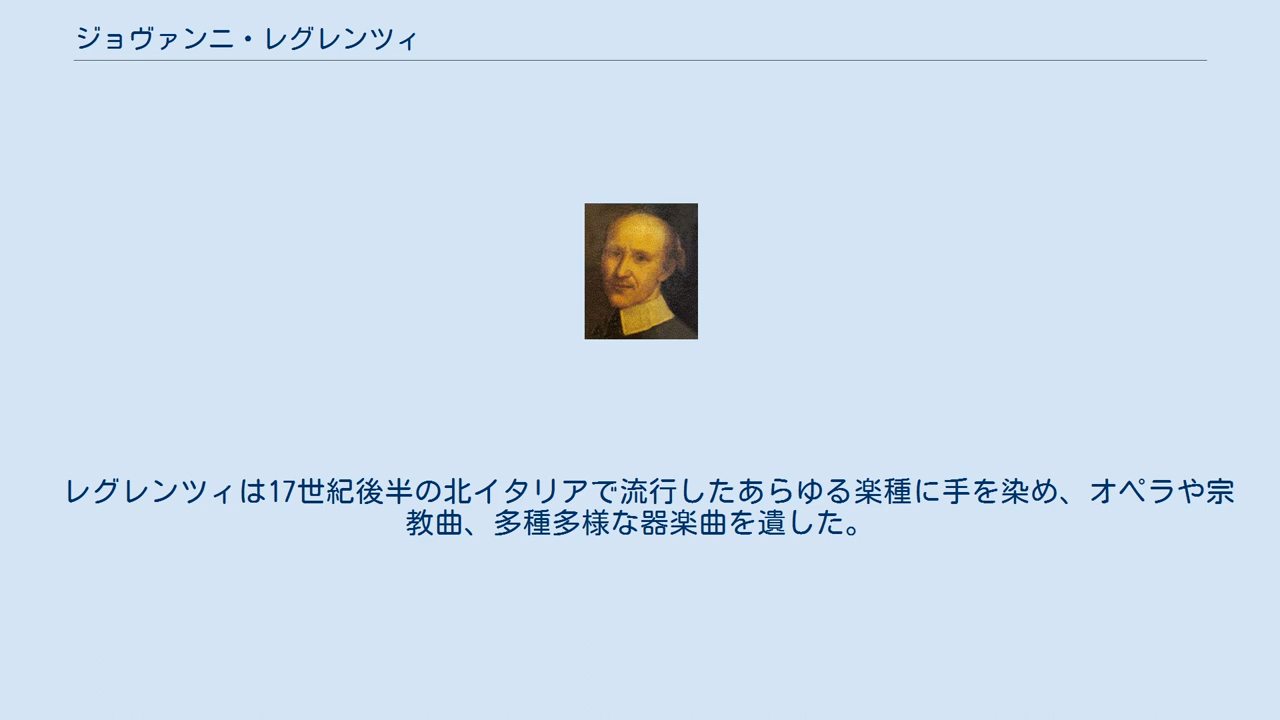 ジョヴァンニ・レグレンツィ
レグレンツィは17世紀後半の北イタリアで流行したあらゆる楽種に手を染め、オペラや宗
教曲、多種多様な器楽曲を遺した。